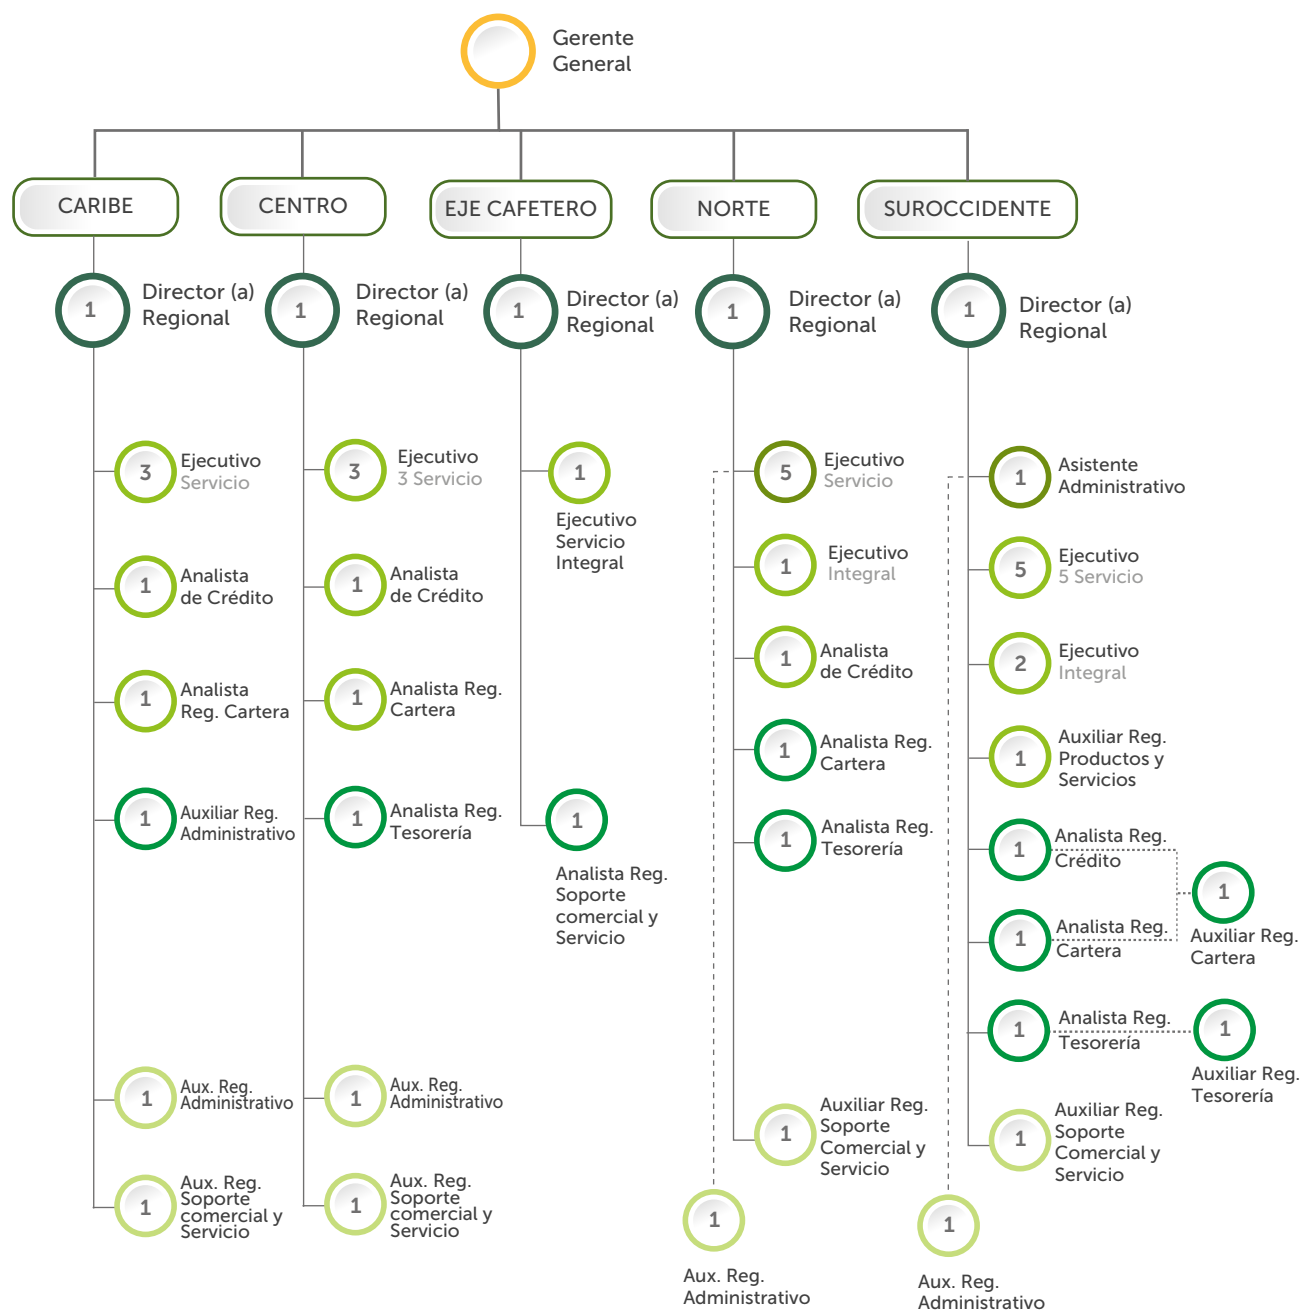 Gerente
General
CARIBE
CENTRO
EJE CAFETERO
NORTE
SUROCCIDENTE
1
Director (a)
Regional
1
Director (a)
Regional
1
Director (a)
Regional
1
Director (a)
Regional
1
Director (a)
Regional
3
Ejecutivo
Servicio
1
Analista
de Crédito
1
Analista
Reg. Cartera
1
Auxiliar Reg.
Administrativo
1
Aux. Reg.
Administrativo
1
Aux. Reg.
Soporte
comercial y
Servicio
3
Ejecutivo
3 Servicio
1
Analista
de Crédito
1
Analista Reg.
Cartera
1
Analista Reg.
Tesorería
1
Aux. Reg.
Administrativo
1
Aux. Reg.
Soporte
comercial y
Servicio
1
Ejecutivo
Servicio
Integral
1
Analista Reg.
Soporte
comercial y
Servicio
5
Ejecutivo
Servicio
1
Ejecutivo
Integral
1
Analista
de Crédito
1
Analista Reg.
Cartera
1
Analista Reg.
Tesorería
1
Auxiliar Reg.
Soporte
Comercial y
Servicio
1
Aux. Reg.
Administrativo
1
Asistente
Administrativo
5
Ejecutivo
5 Servicio
2
Ejecutivo
Integral
1
Auxiliar Reg.
Productos y
Servicios
1
Analista Reg.
Crédito
1
Analista Reg.
Cartera
1
Auxiliar Reg.
Cartera
1
Analista Reg.
Tesorería
1
Auxiliar Reg.
Tesorería
1
Auxiliar Reg.
Soporte
Comercial y
Servicio
1
Aux. Reg.
Administrativo